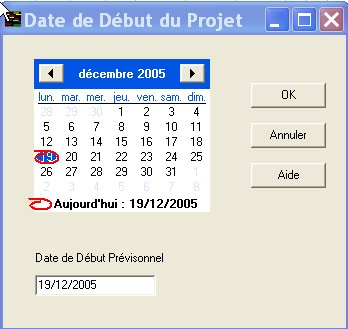 Date de Début du Projet
décembre 2005
lun. mar. mer. jeu. ven. sam. dim.
28 29 30 1 2 3 4
5 6 7 8 9 10 11
12 13 14 15 16 17 18
19 20 21 22 23 24 25
26 27 28 29 30 31 1
2 3 4 5 6 7 8
Aujourd'hui : 19/12/2005
OK
Annuler
Aide
Date de Début Prévisonnel
19/12/2005